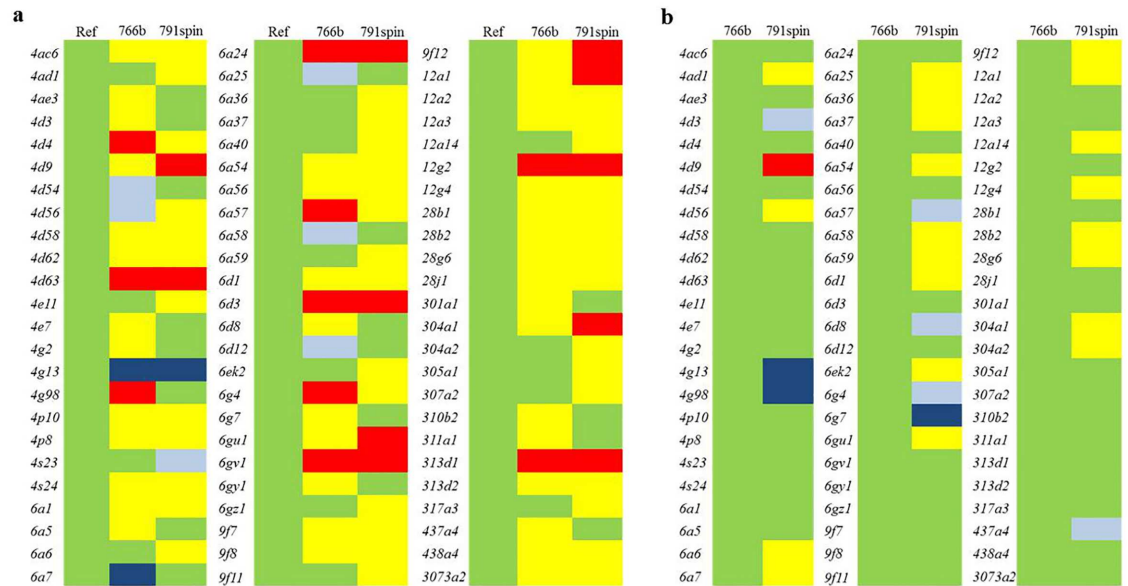 a
b
Ref 766b 791spin Ref 766b 791spin Ref 766b 791spin 766b 791spin 766b 791spin 766b 791spin
4ac6 6a24 9f12 4ac6 6a24 9f12
4ad1 6a25 12a1 4ad1 6a25 12a1
4ae3 6a36 12a2 4ae3 6a36 12a2
4d3 6a37 12a3 4d3 6a37 12a3
4d4 6a40 12a14 4d4 6a40 12a14
4d9 6a54 12g2 4d9 6a54 12g2
4d54 6a56 12g4 4d54 6a56 12g4
4d56 6a57 28b1 4d56 6a57 28b1
4d58 6a58 28b2 4d58 6a58 28b2
4d62 6a59 28g6 4d62 6a59 28g6
4d63 6d1 28j1 4d63 6d1 28j1
4e11 6d3 301a1 4e11 6d3 301a1
4e7 6d8 304a1 4e7 6d8 304a1
4g2 6d12 304a2 4g2 6d12 304a2
4g13 6ek2 305a1 4g13 6ek2 305a1
4g98 6g4 307a2 4g98 6g4 307a2
4p10 6g7 310b2 4p10 6g7 310b2
4p8 6gu1 311a1 4p8 6gu1 311a1
4s23 6gv1 313d1 4s23 6gv1 313d1
4s24 6gy1 313d2 4s24 6gy1 313d2
6a1 6gz1 317a3 6a1 6gz1 317a3
6a5 9f7 437a4 6a5 9f7 437a4
6a6 9f8 438a4 6a6 9f8 438a4
6a7 9f11 3073a2 6a7 9f11 3073a2